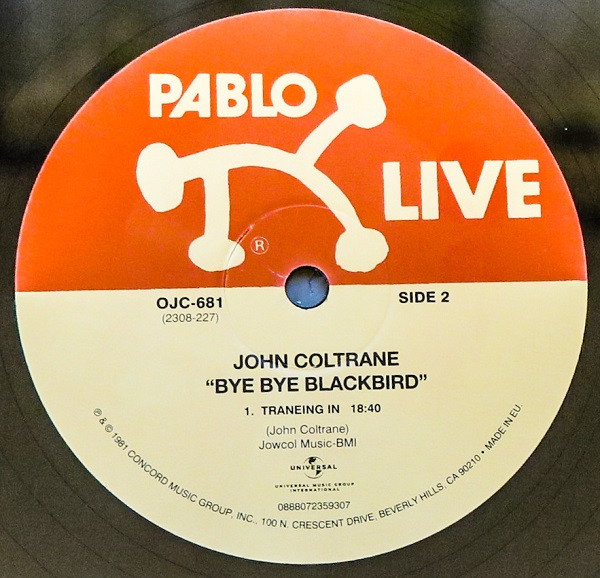 PABLO
LIVE
®
OJC-681
SIDE 2
(2308-227)
JOHN COLTRANE
“BYE BYE BLACKBIRD”
1. TRANEING IN 18:40
(John Coltrane)
Jowcol Music-BMI
UNIVERSAL
UNIVERSAL MUSIC GROUP
INTERNATIONAL
0888072359307
℗ & © 1981 CONCORD MUSIC GROUP, INC., 100 N. CRESCENT DRIVE, BEVERLY HILLS, CA 90210 • MADE IN EU.